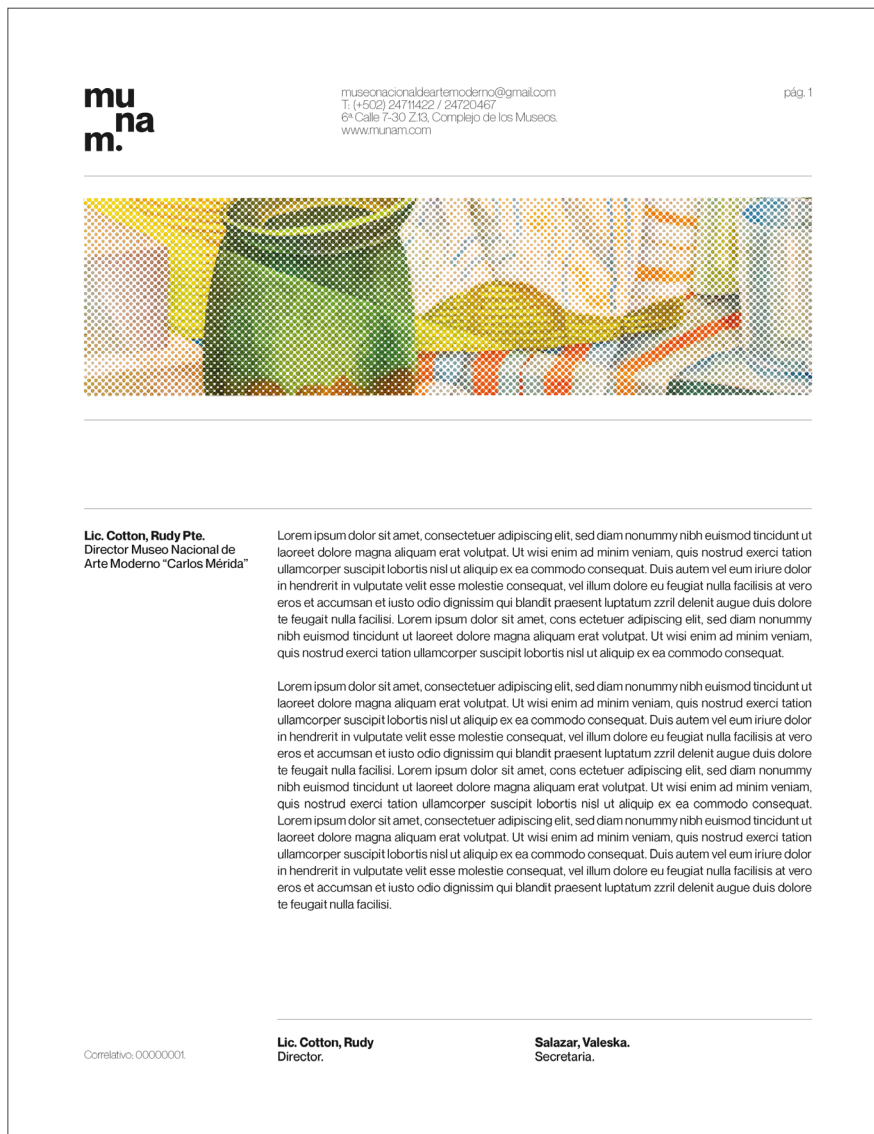 mu
na
m.
museonacionaldeartemoderno@gmail.com
T: (+502) 24711422 / 24720467
6ª Calle 7-30 Z.13, Complejo de los Museos.
www.munam.com
pág. 1
Lic. Cotton, Rudy Pte.
Director Museo Nacional de
Arte Moderno “Carlos Mérida”
Lorem ipsum dolor sit amet, consectetuer adipiscing elit, sed diam nonummy nibh euismod tincidunt ut
laoreet dolore magna aliquam erat volutpat. Ut wisi enim ad minim veniam, quis nostrud exerci tation
ullamcorper suscipit lobortis nisl ut aliquip ex ea commodo consequat. Duis autem vel eum iriure dolor
in hendrerit in vulputate velit esse molestie consequat, vel illum dolore eu feugiat nulla facilisis at vero
eros et accumsan et iusto odio dignissim qui blandit praesent luptatum zzril delenit augue duis dolore
te feugait nulla facilisi. Lorem ipsum dolor sit amet, cons ectetuer adipiscing elit, sed diam nonummy
nibh euismod tincidunt ut laoreet dolore magna aliquam erat volutpat. Ut wisi enim ad minim veniam,
quis nostrud exerci tation ullamcorper suscipit lobortis nisl ut aliquip ex ea commodo consequat.
Lorem ipsum dolor sit amet, consectetuer adipiscing elit, sed diam nonummy nibh euismod tincidunt ut
laoreet dolore magna aliquam erat volutpat. Ut wisi enim ad minim veniam, quis nostrud exerci tation
ullamcorper suscipit lobortis nisl ut aliquip ex ea commodo consequat. Duis autem vel eum iriure dolor
in hendrerit in vulputate velit esse molestie consequat, vel illum dolore eu feugiat nulla facilisis at vero
eros et accumsan et iusto odio dignissim qui blandit praesent luptatum zzril delenit augue duis dolore
te feugait nulla facilisi. Lorem ipsum dolor sit amet, cons ectetuer adipiscing elit, sed diam nonummy
nibh euismod tincidunt ut laoreet dolore magna aliquam erat volutpat. Ut wisi enim ad minim veniam,
quis nostrud exerci tation ullamcorper suscipit lobortis nisl ut aliquip ex ea commodo consequat.
Lorem ipsum dolor sit amet, consectetuer adipiscing elit, sed diam nonummy nibh euismod tincidunt ut
laoreet dolore magna aliquam erat volutpat. Ut wisi enim ad minim veniam, quis nostrud exerci tation
ullamcorper suscipit lobortis nisl ut aliquip ex ea commodo consequat. Duis autem vel eum iriure dolor
in hendrerit in vulputate velit esse molestie consequat, vel illum dolore eu feugiat nulla facilisis at vero
eros et accumsan et iusto odio dignissim qui blandit praesent luptatum zzril delenit augue duis dolore
te feugait nulla facilisi.
Correlativo: 00000001.
Lic. Cotton, Rudy
Director.
Salazar, Valeska.
Secretaria.